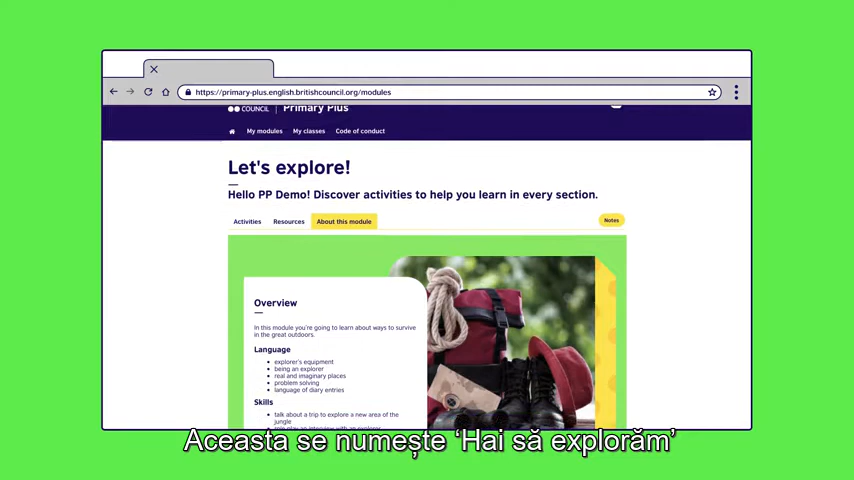 https://primary-plus.english.britishcouncil.org/modules
COUNCIL | Primary Plus
My modules My classes Code of conduct
Let's explore!
Hello PP Demo! Discover activities to help you learn in every section.
Activities Resources About this module Notes
Overview
In this module you're going to learn about ways to survive
in the great outdoors.
Language
• explorer's equipment
• being an explorer
• real and imaginary places
• problem solving
• language of diary entries
Skills
• talk about a trip to explore a new area of the
jungle
Aceasta se numește ‘Hai să explorăm’